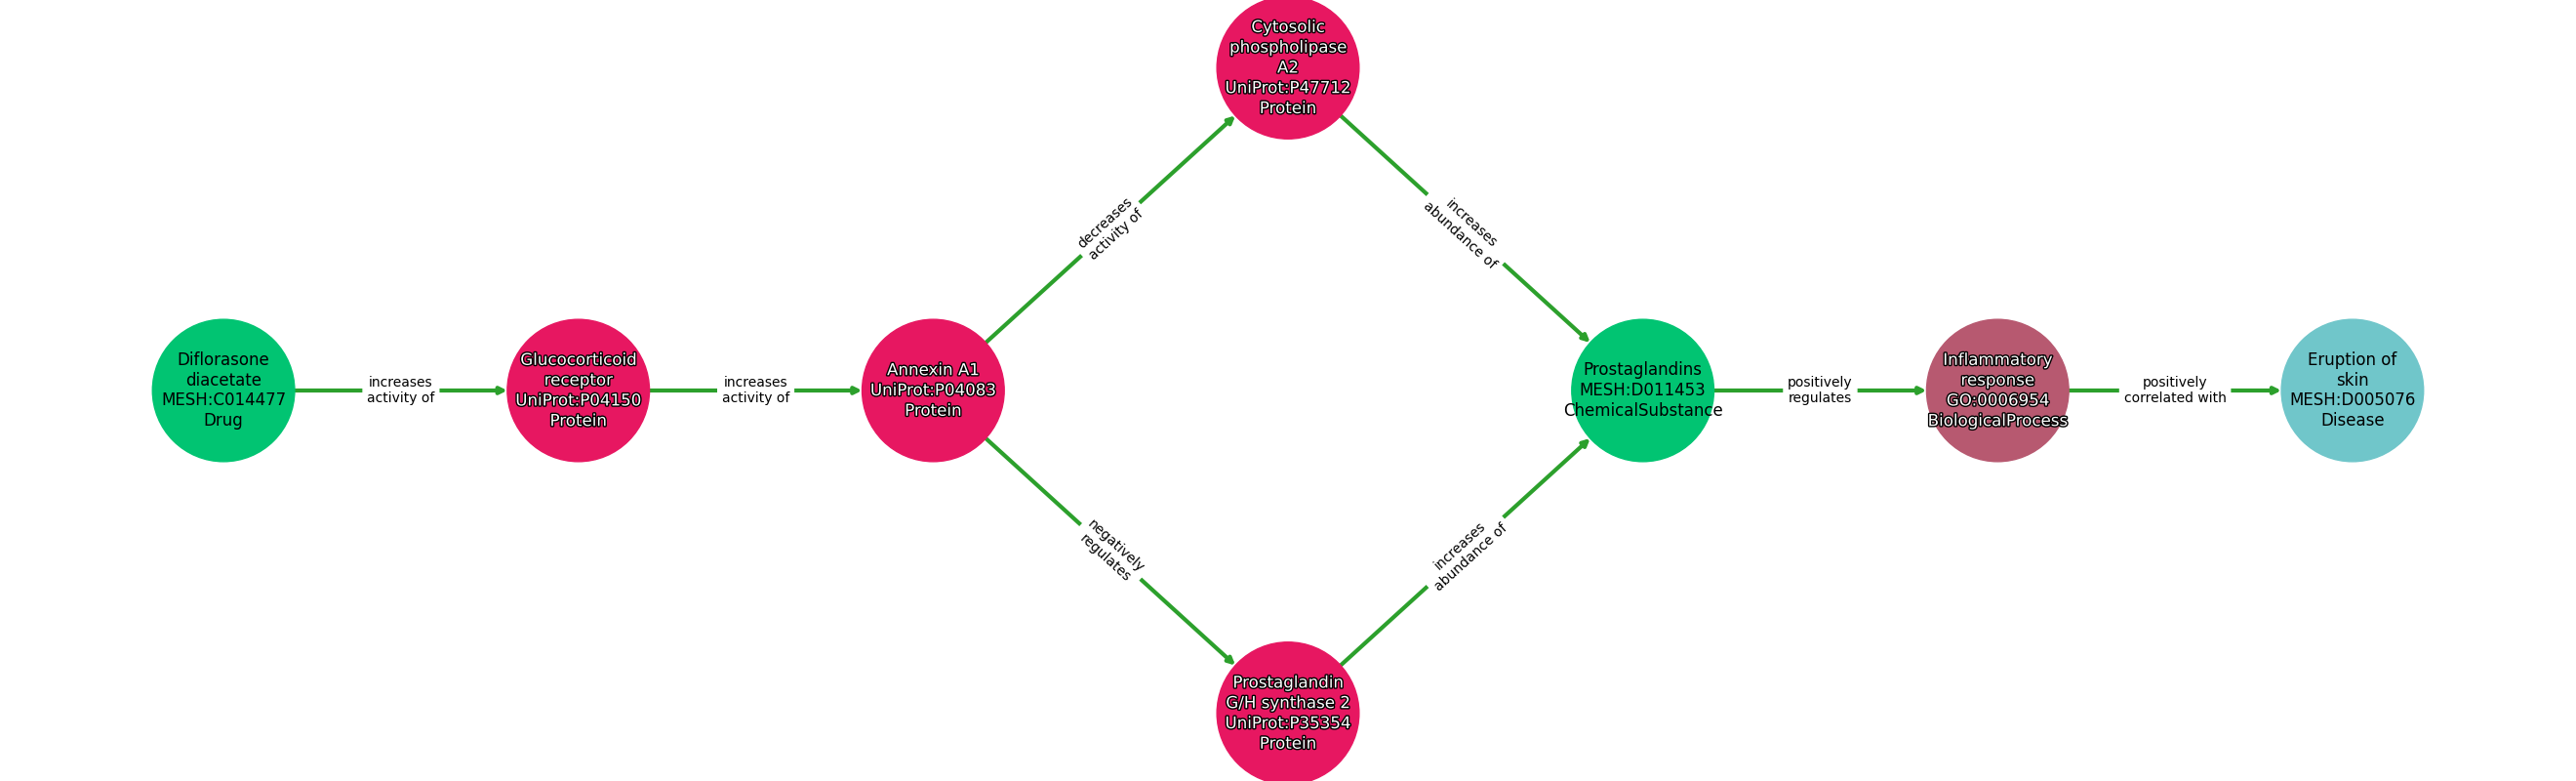 Cytosolic
phospholipase
A2
UniProt:P47712
Protein
decreases
activity of
increases
abundance of
Diflorasone
diacetate
MESH:C014477
Drug
increases
activity of
Glucocorticoid
receptor
UniProt:P04150
Protein
increases
activity of
Annexin A1
UniProt:P04083
Protein
Prostaglandins
MESH:D011453
ChemicalSubstance
positively
regulates
Inflammatory
response
GO:0006954
BiologicalProcess
positively
correlated with
Eruption of
skin
MESH:D005076
Disease
negatively
regulates
increases
abundance of
Prostaglandin
G/H synthase 2
UniProt:P35354
Protein